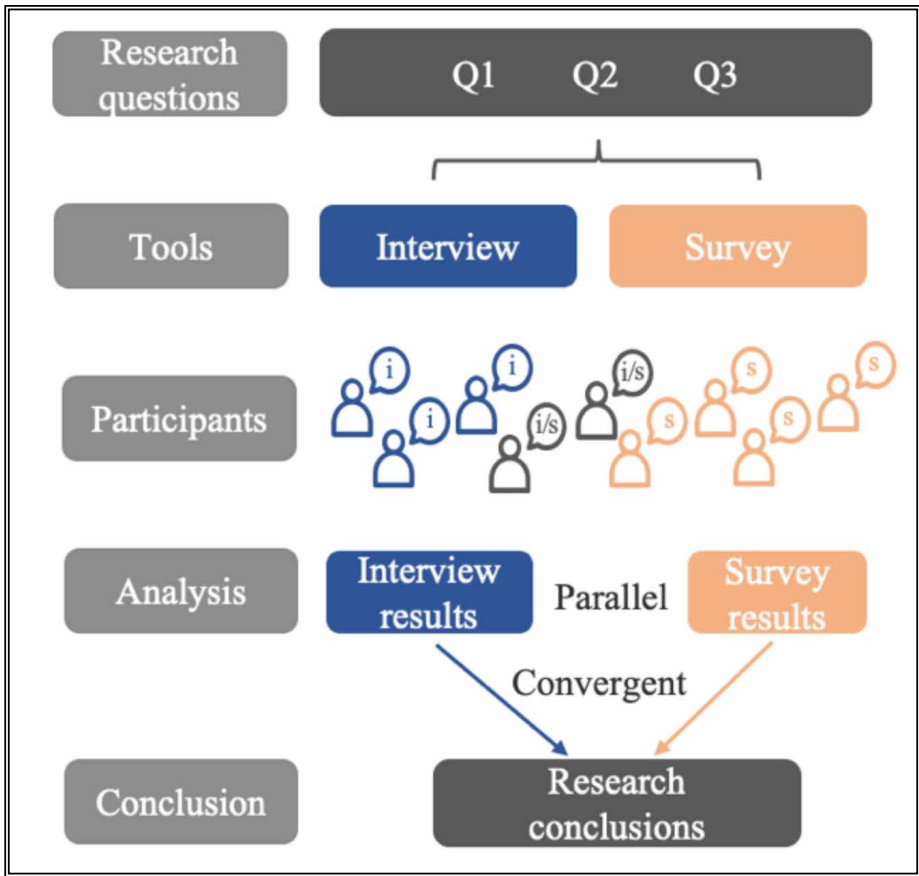 Research
questions
Q1 Q2 Q3
Tools
Interview
Survey
Participants
i
i
i
i/s
i/s
s
s
s
s
Analysis
Interview
results
Parallel
Survey
results
Convergent
Conclusion
Research
conclusions